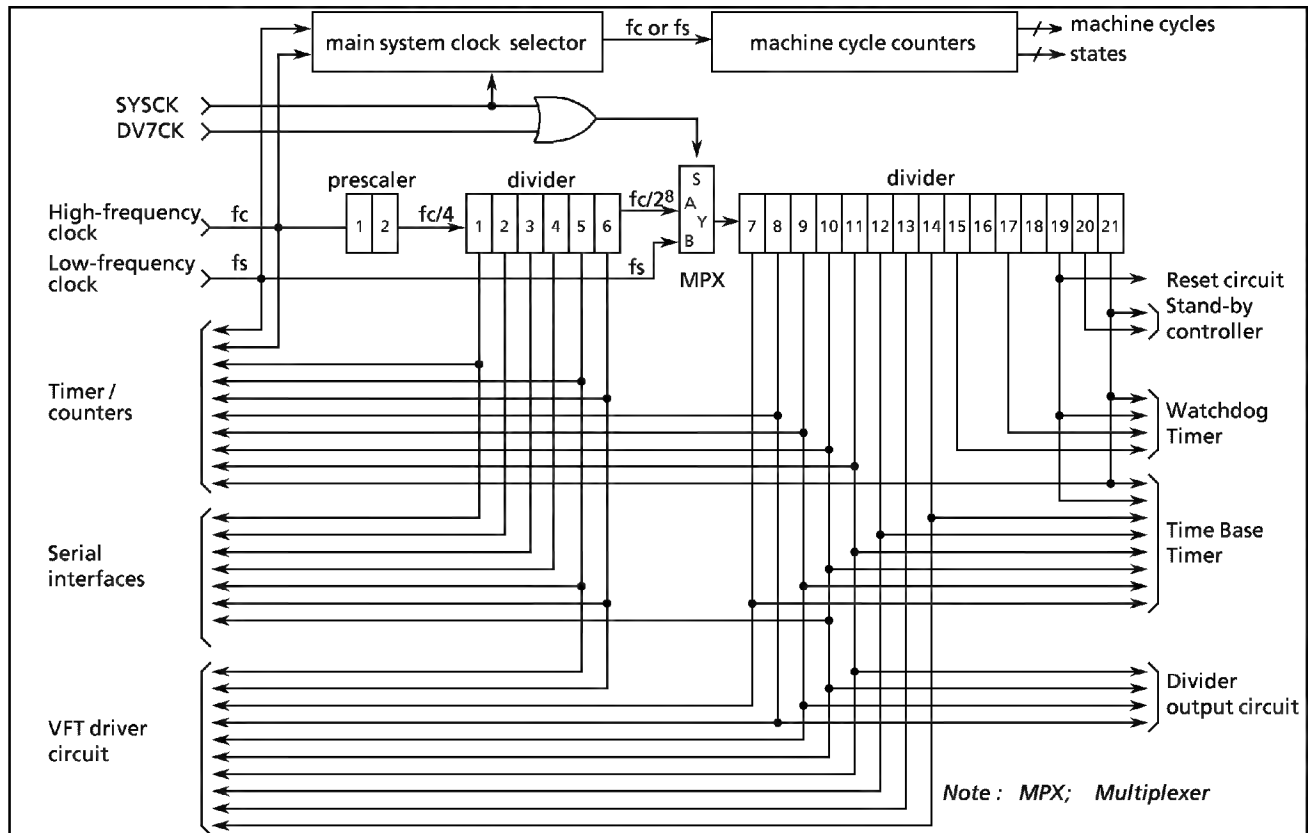 main system clock selector
fc or fs
machine cycle counters
machine cycles
states
SYSCK
DV7CK
prescaler
divider
fc/2⁸
S
A
Y
B
MPX
divider
High-frequency
clock
fc
1 2
fc/4
1 2 3 4 5 6
7 8 9 10 11 12 13 14 15 16 17 18 19 20 21
Low-frequency
clock
fs
fs
Reset circuit
Stand-by
controller
Timer /
counters
Watchdog
Timer
Serial
interfaces
Time Base
Timer
VFT driver
circuit
Divider
output circuit
Note : MPX; Multiplexer